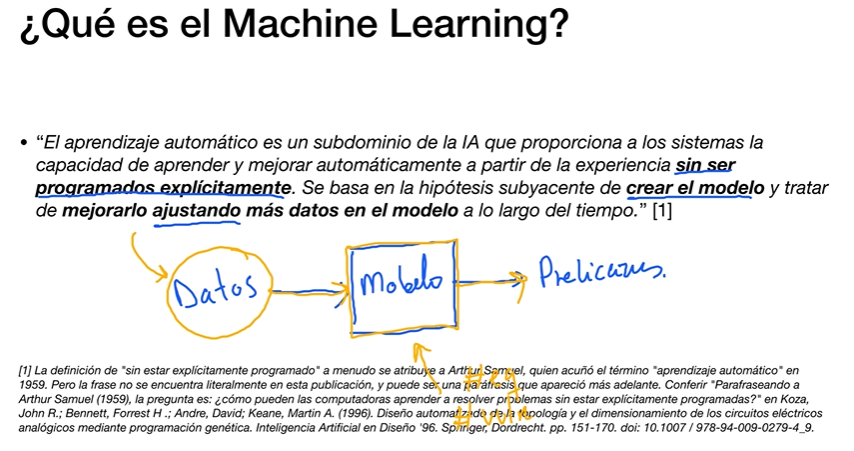 ¿Qué es el Machine Learning?
• “El aprendizaje automático es un subdominio de la IA que proporciona a los sistemas la
capacidad de aprender y mejorar automáticamente a partir de la experiencia sin ser
programados explícitamente. Se basa en la hipótesis subyacente de crear el modelo y tratar
de mejorarlo ajustando más datos en el modelo a lo largo del tiempo.” [1]
Datos
Modelo
[1] La definición de "sin estar explícitamente programado" a menudo se atribuye a Arthur Samuel, quien acuñó el término "aprendizaje automático" en
1959. Pero la frase no se encuentra literalmente en esta publicación, y puede ser una paráfrasis que apareció más adelante. Conferir "Parafraseando a
Arthur Samuel (1959), la pregunta es: ¿cómo pueden las computadoras aprender a resolver problemas sin estar explícitamente programadas?" en Koza,
John R.; Bennett, Forrest H .; Andre, David; Keane, Martin A. (1996). Diseño automatizado de la topología y el dimensionamiento de los circuitos eléctricos
analógicos mediante programación genética. Inteligencia Artificial en Diseño '96. Springer, Dordrecht. pp. 151-170. doi: 10.1007 / 978-94-009-0279-4_9.